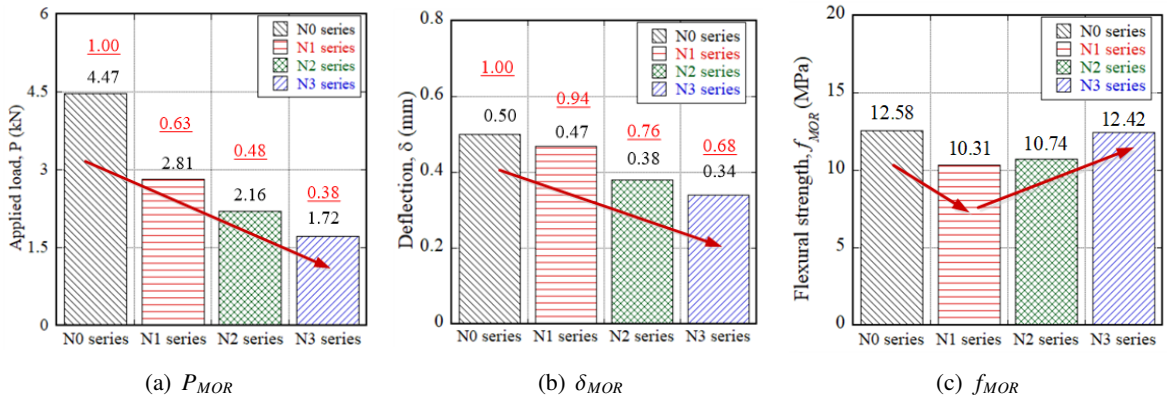 6
4.5
3
1.5
0
Applied load, P (kN)
1.00
4.47
0.63
2.81
0.48
2.16
0.38
1.72
N0 series
N1 series
N2 series
N3 series
N0 series N1 series N2 series N3 series
(a) P_MOR
0.8
0.6
0.4
0.2
0
Deflection, δ (mm)
1.00
0.50
0.94
0.47
0.76
0.38
0.68
0.34
N0 series
N1 series
N2 series
N3 series
N0 series N1 series N2 series N3 series
(b) δ_MOR
20
15
10
5
0
Flexural strength, f_MOR (MPa)
12.58
10.31
10.74
12.42
N0 series
N1 series
N2 series
N3 series
N0 series N1 series N2 series N3 series
(c) f_MOR